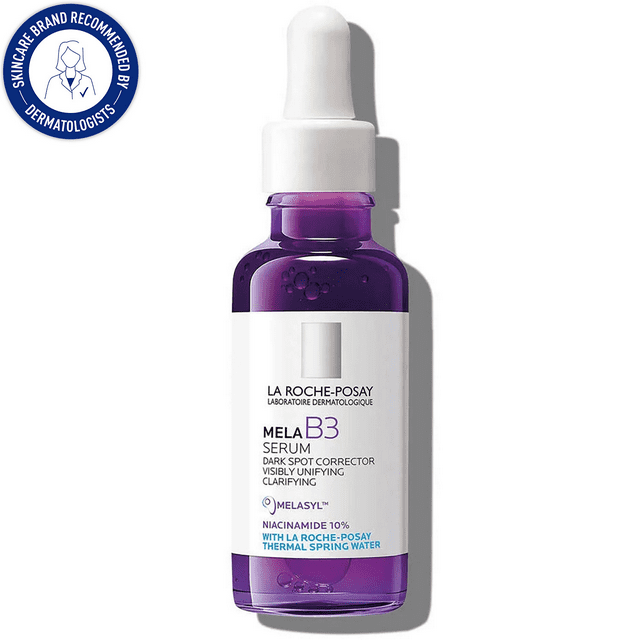 SKINCARE BRAND RECOMMENDED BY
DERMATOLOGISTS
LA ROCHE-POSAY
LABORATOIRE DERMATOLOGIQUE
MELA B3
SERUM
DARK SPOT CORRECTOR
VISIBLY UNIFYING
CLARIFYING
MELASYL™
NIACINAMIDE 10%
WITH LA ROCHE-POSAY
THERMAL SPRING WATER